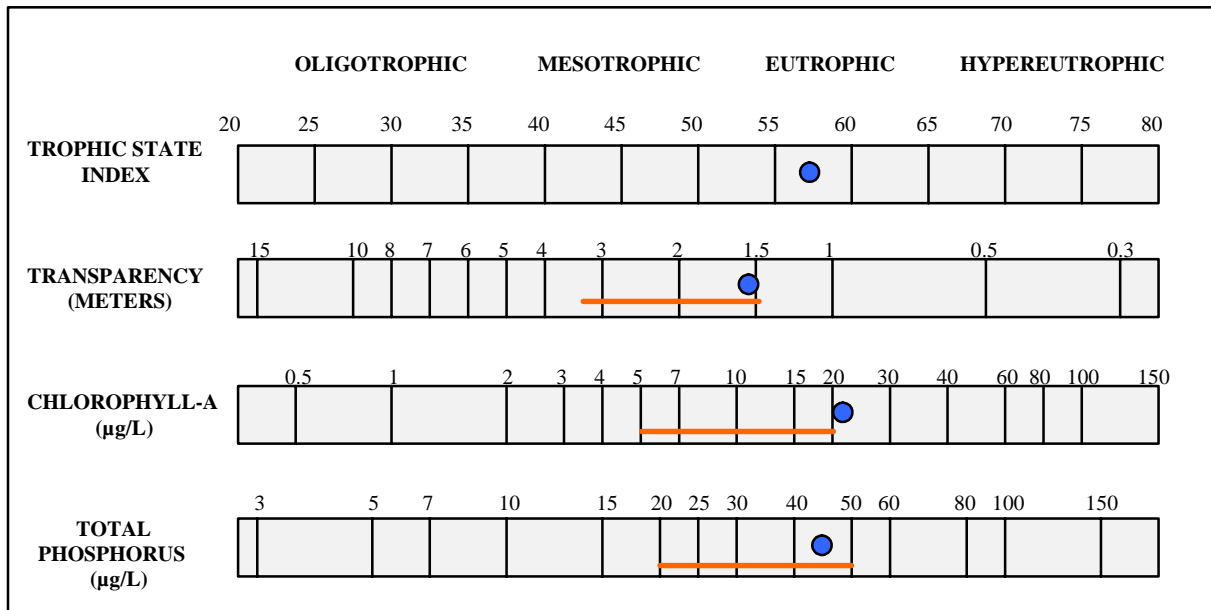 OLIGOTROPHIC MESOTROPHIC EUTROPHIC HYPEREUTROPHIC
20 25 30 35 40 45 50 55 60 65 70 75 80
TROPHIC STATE
INDEX
15 10 8 7 6 5 4 3 2 1.5 1 0.5 0.3
TRANSPARENCY
(METERS)
0.5 1 2 3 4 5 7 10 15 20 30 40 60 80 100 150
CHLOROPHYLL-A
(µg/L)
3 5 7 10 15 20 25 30 40 50 60 80 100 150
TOTAL
PHOSPHORUS
(µg/L)